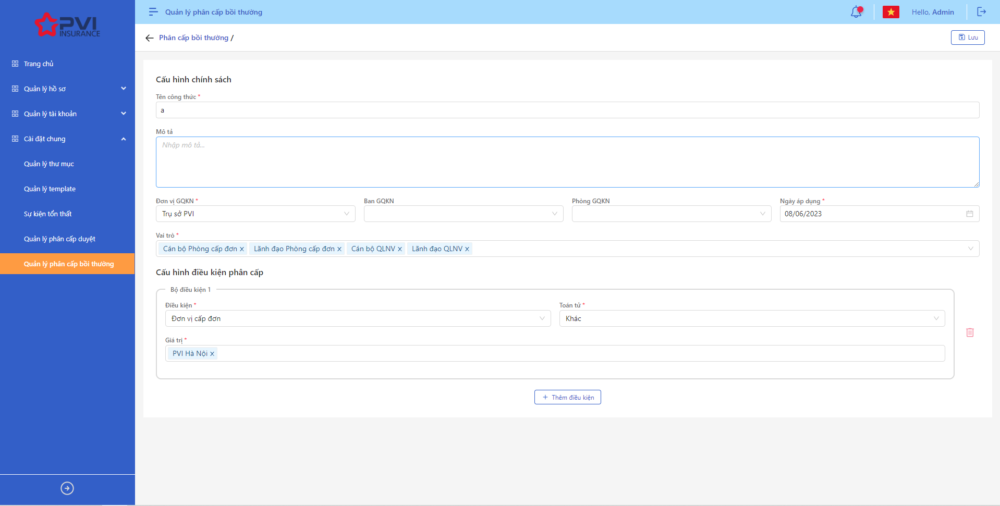 PVI
INSURANCE
Trang chủ
Quản lý hồ sơ
Quản lý tài khoản
Cài đặt chung
Quản lý thư mục
Quản lý template
Sự kiện tổn thất
Quản lý phân cấp duyệt
Quản lý phân cấp bồi thường
Quản lý phân cấp bồi thường
Hello, Admin
Phân cấp bồi thường /
Lưu
Cấu hình chính sách
Tên công thức *
a
Mô tả
Nhập mô tả...
Đơn vị GQKN *
Ban GQKN
Phòng GQKN
Ngày áp dụng *
Trụ sở PVI
08/06/2023
Vai trò *
Cán bộ Phòng cấp đơn x Lãnh đạo Phòng cấp đơn x Cán bộ QLNV x Lãnh đạo QLNV x
Cấu hình điều kiện phân cấp
Bộ điều kiện 1
Điều kiện *
Toán tử *
Đơn vị cấp đơn
Khác
Giá trị *
PVI Hà Nội x
+ Thêm điều kiện